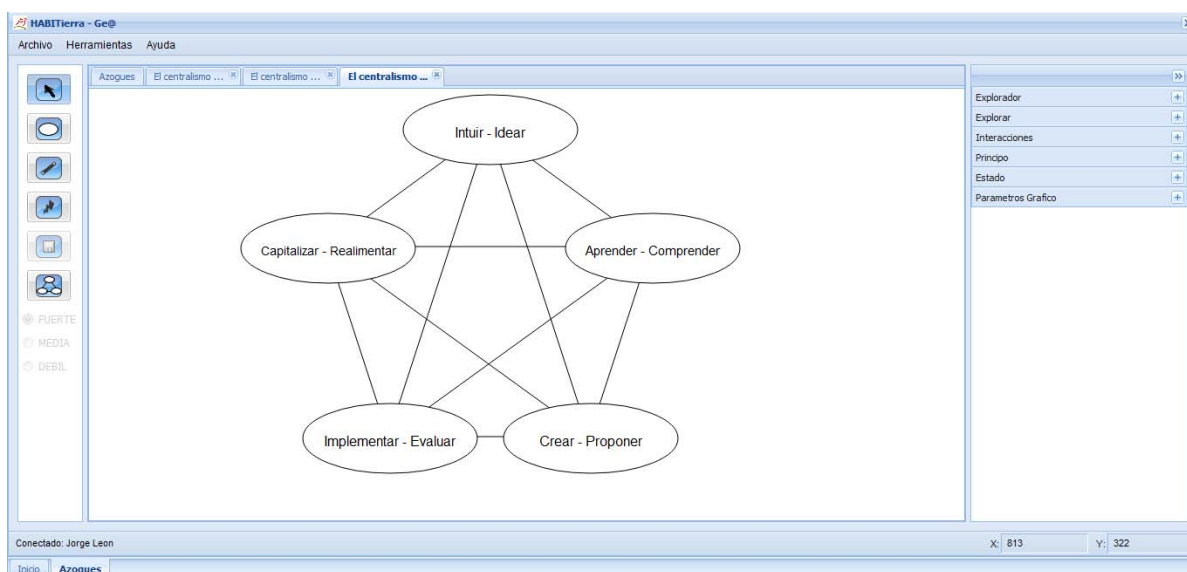 HABITierra - Ge@
Archivo Herramientas Ayuda
Azogues El centralismo ... El centralismo ... El centralismo ...
Explorador
Explorar
Interacciones
Principo
Estado
Parametros Grafico
Intuir - Idear
Capitalizar - Realimentar
Aprender - Comprender
Implementar - Evaluar
Crear - Proponer
FUERTE
MEDIA
DEBIL
Conectado: Jorge Leon X: 813 Y: 322
Inicio Azogues